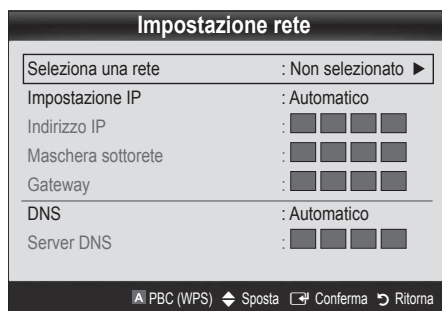 Impostazione rete
Seleziona una rete : Non selezionato ▶
Impostazione IP : Automatico
Indirizzo IP :
Maschera sottorete :
Gateway :
DNS : Automatico
Server DNS :
A PBC (WPS) Sposta Conferma Ritorna